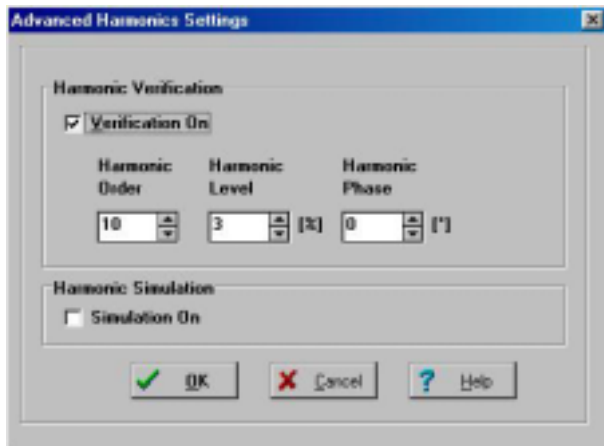 Advanced Harmonics Settings
Harmonic Verification
Verification On
Harmonic Order
Harmonic Level
Harmonic Phase
10
3 [%]
0 [°]
Harmonic Simulation
Simulation On
OK
Cancel
Help